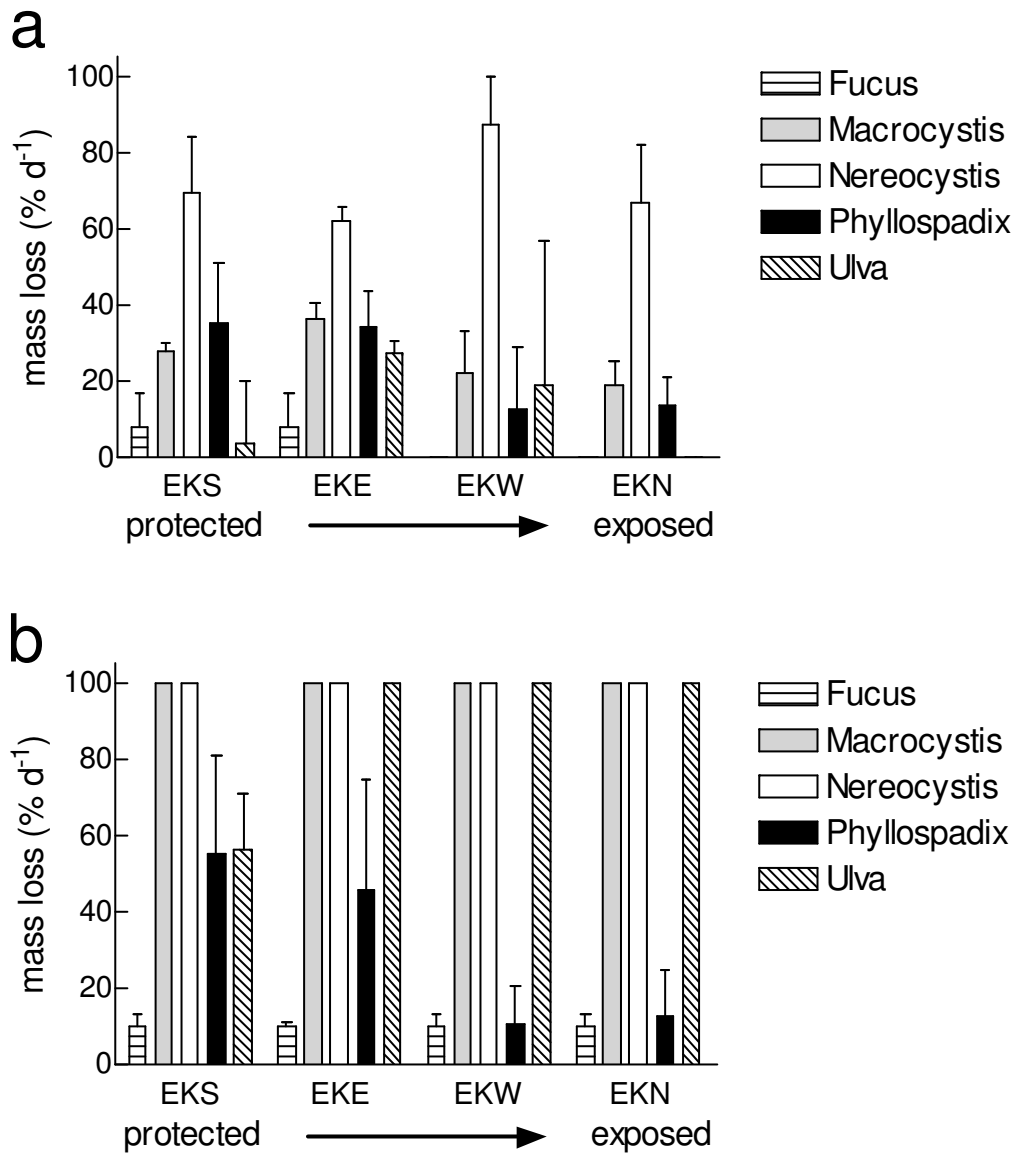 a
mass loss (% d-1)
100
80
60
40
20
0
EKS EKE EKW EKN
protected exposed
Fucus
Macrocystis
Nereocystis
Phyllospadix
Ulva
b
mass loss (% d-1)
100
80
60
40
20
0
EKS EKE EKW EKN
protected exposed
Fucus
Macrocystis
Nereocystis
Phyllospadix
Ulva